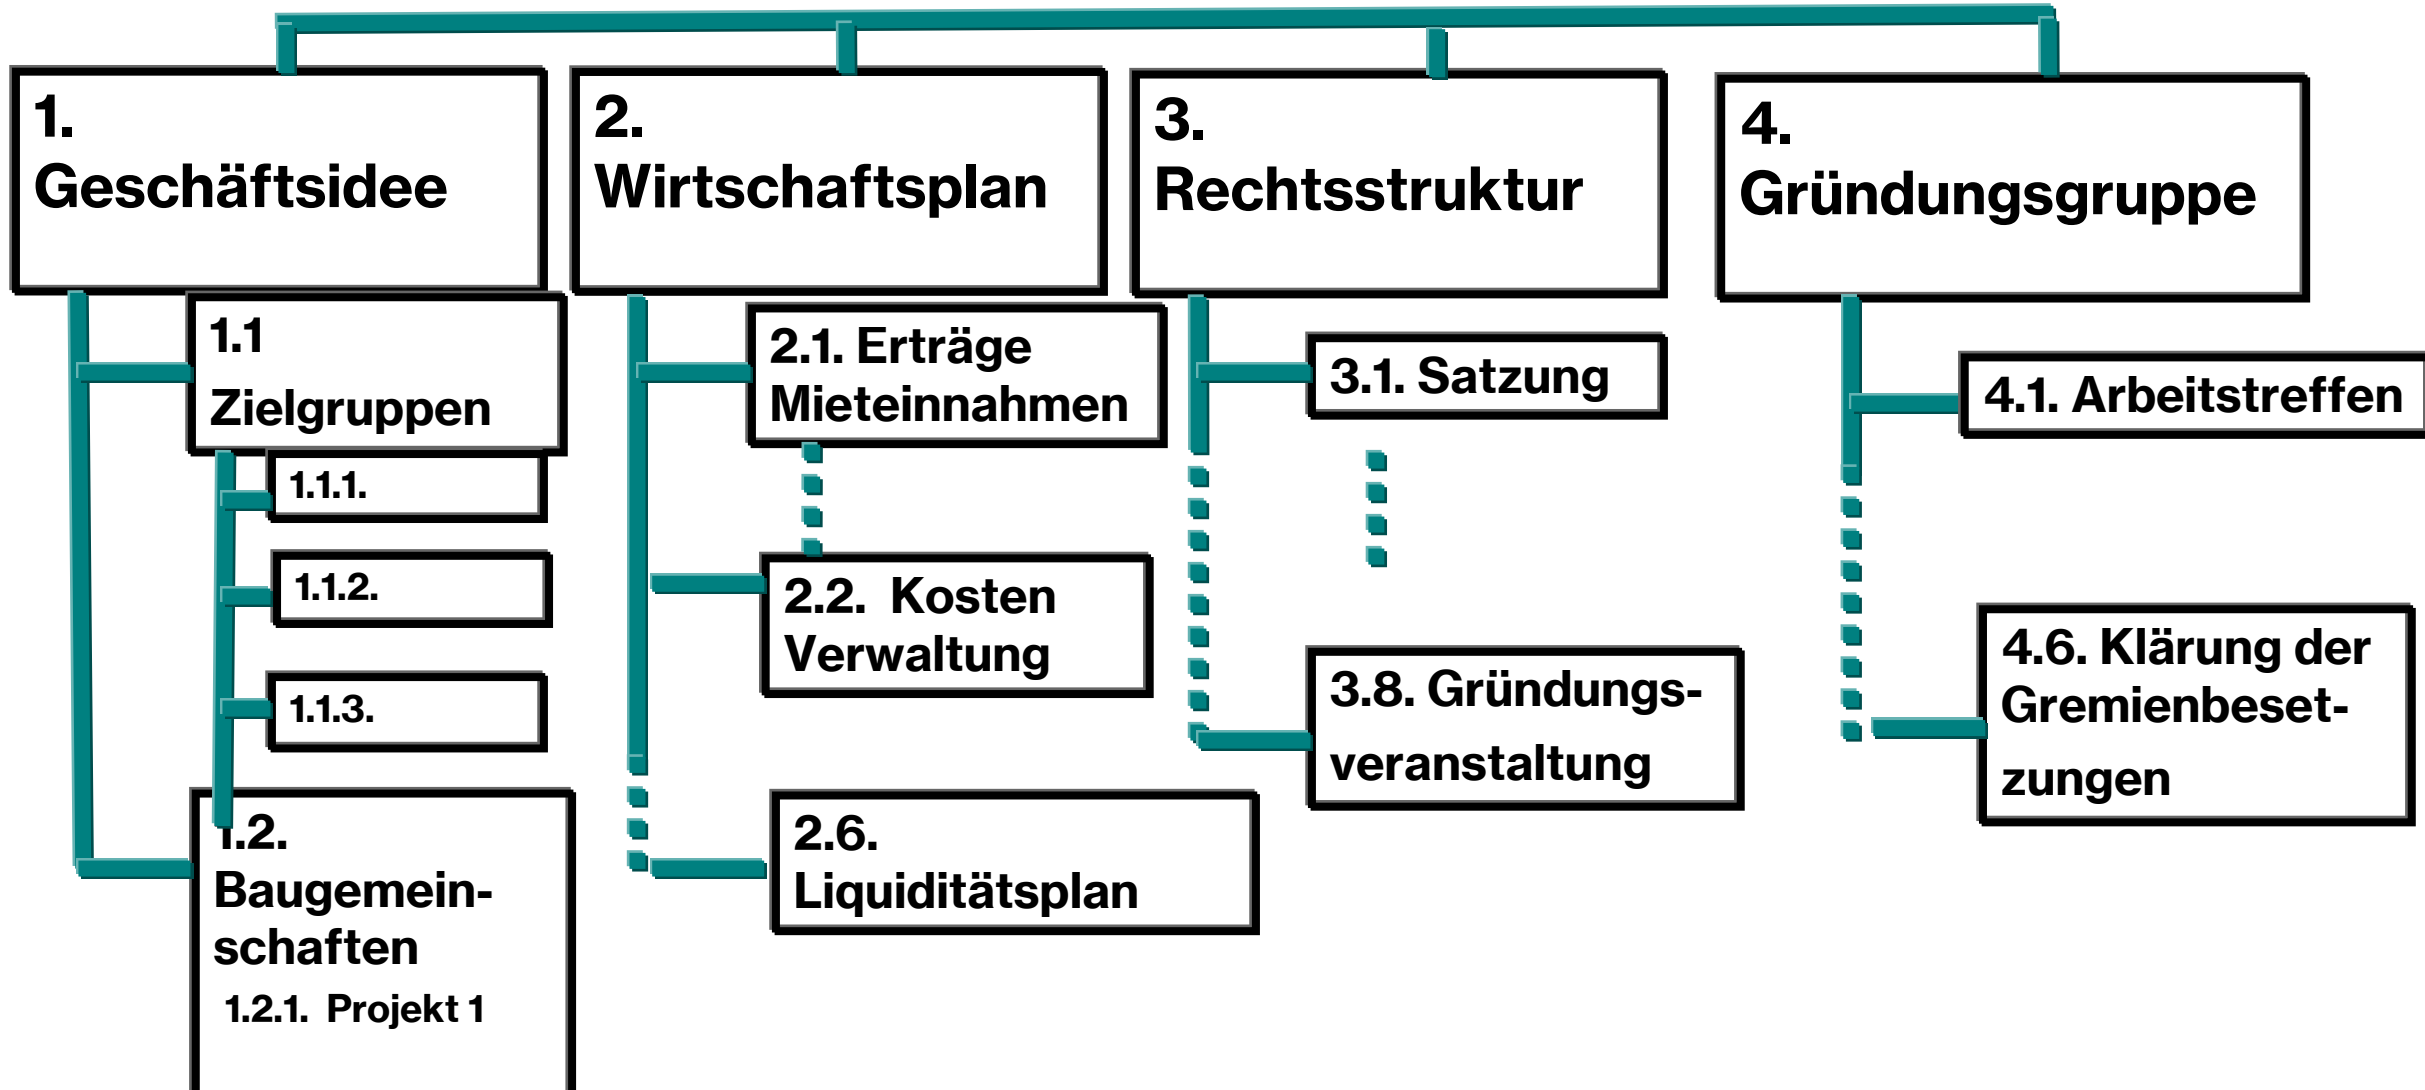 1.
Geschäftsidee
1.1
Zielgruppen
1.1.1.
1.1.2.
1.1.3.
1.2.
Baugemein-
schaften
1.2.1. Projekt 1
2.
Wirtschaftsplan
2.1. Erträge
Mieteinnahmen
2.2. Kosten
Verwaltung
2.6.
Liquiditätsplan
3.
Rechtsstruktur
3.1. Satzung
3.8. Gründungs-
veranstaltung
4.
Gründungsgruppe
4.1. Arbeitstreffen
4.6. Klärung der
Gremienbeset-
zungen